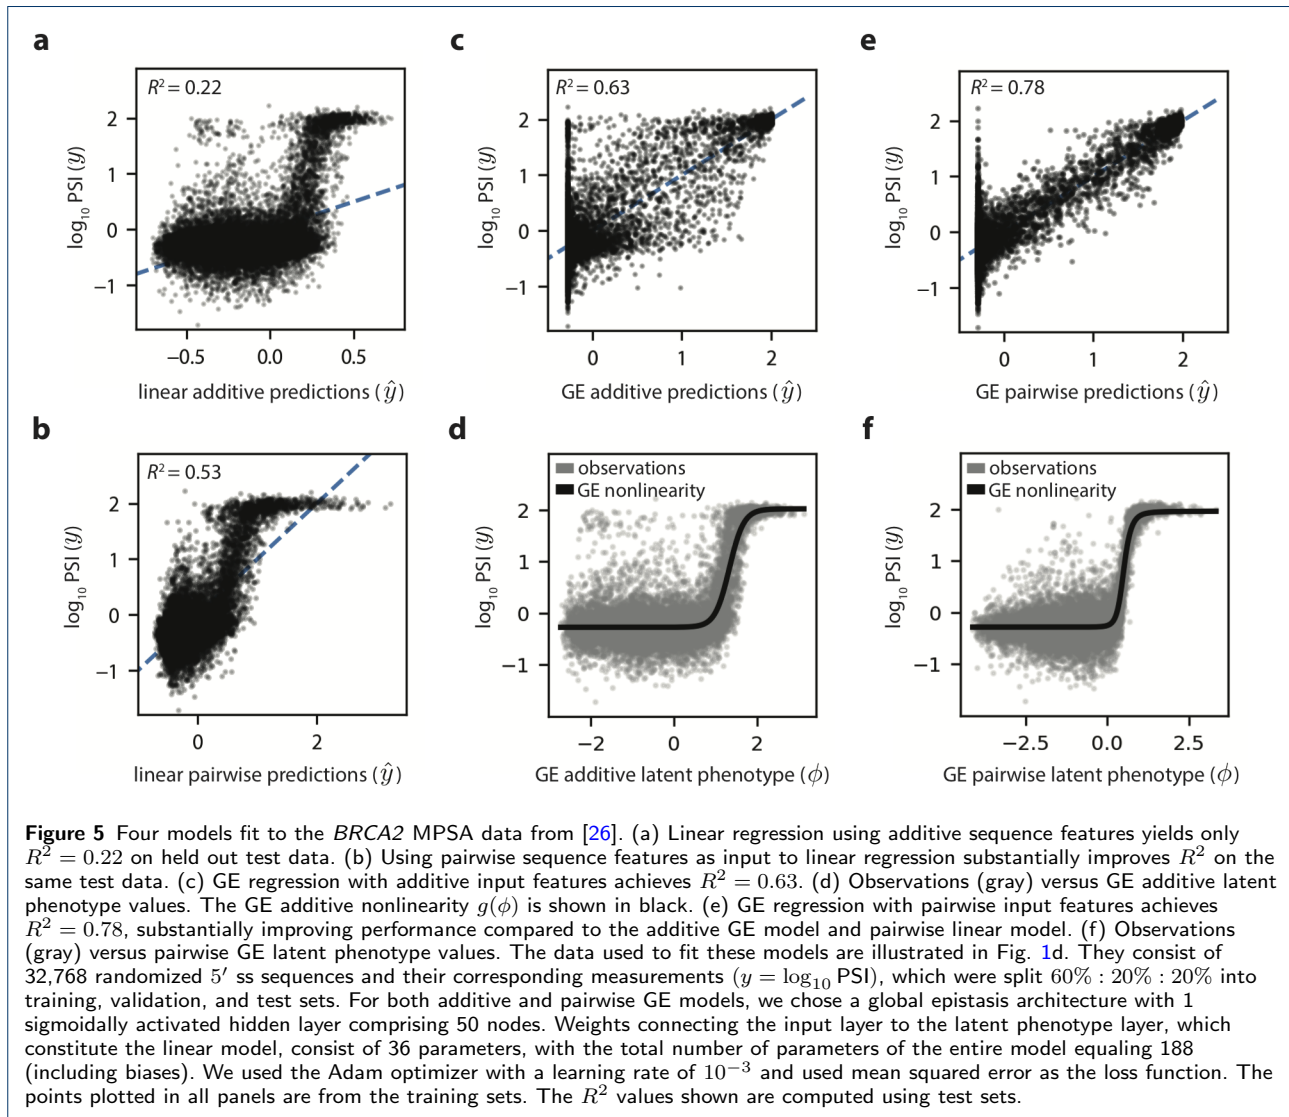 a
R² = 0.22
log₁₀ PSI (y)
2
1
0
−1
−0.5
0.0
0.5
linear additive predictions (ŷ)
c
R² = 0.63
log₁₀ PSI (y)
2
1
0
−1
0
1
2
GE additive predictions (ŷ)
e
R² = 0.78
log₁₀ PSI (y)
2
1
0
−1
0
1
2
GE pairwise predictions (ŷ)
b
R² = 0.53
log₁₀ PSI (y)
2
1
0
−1
0
2
linear pairwise predictions (ŷ)
d
observations
GE nonlinearity
log₁₀ PSI (y)
2
1
0
−1
−2
0
2
GE additive latent phenotype (ϕ)
f
observations
GE nonlinearity
log₁₀ PSI (y)
2
1
0
−1
−2.5
0.0
2.5
GE pairwise latent phenotype (ϕ)
Figure 5 Four models fit to the BRCA2 MPSA data from [26]. (a) Linear regression using additive sequence features yields only
R² = 0.22 on held out test data. (b) Using pairwise sequence features as input to linear regression substantially improves R² on the
same test data. (c) GE regression with additive input features achieves R² = 0.63. (d) Observations (gray) versus GE additive latent
phenotype values. The GE additive nonlinearity g(ϕ) is shown in black. (e) GE regression with pairwise input features achieves
R² = 0.78, substantially improving performance compared to the additive GE model and pairwise linear model. (f) Observations
(gray) versus pairwise GE latent phenotype values. The data used to fit these models are illustrated in Fig. 1d. They consist of
32,768 randomized 5′ ss sequences and their corresponding measurements (y = log₁₀ PSI), which were split 60% : 20% : 20% into
training, validation, and test sets. For both additive and pairwise GE models, we chose a global epistasis architecture with 1
sigmoidally activated hidden layer comprising 50 nodes. Weights connecting the input layer to the latent phenotype layer, which
constitute the linear model, consist of 36 parameters, with the total number of parameters of the entire model equaling 188
(including biases). We used the Adam optimizer with a learning rate of 10⁻³ and used mean squared error as the loss function. The
points plotted in all panels are from the training sets. The R² values shown are computed using test sets.